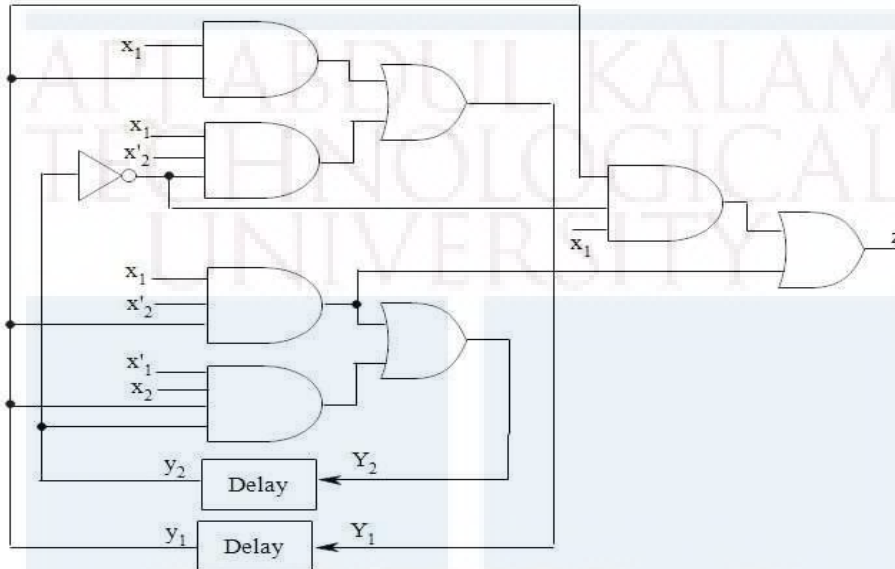 APJ ABDUL KALAM
TECHNOLOGICAL
UNIVERSITY
x₁
x₁
x'₂
x₁
z
x₁
x'₂
x'₁
x₂
y₂
Delay
Y₂
y₁
Delay
Y₁